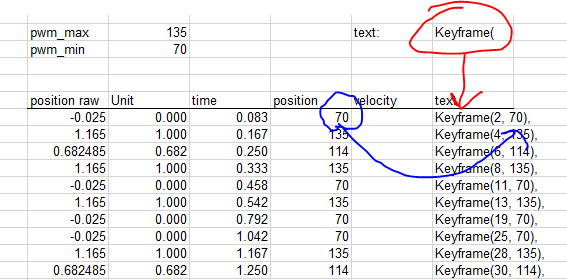 pwm_max 135 text: Keyframe(
pwm_min 70
position raw Unit time position velocity text
-0.025 0.000 0.083 70 Keyframe(2, 70),
1.165 1.000 0.167 135 Keyframe(4, 135),
0.682485 0.682 0.250 114 Keyframe(6, 114),
1.165 1.000 0.333 135 Keyframe(8, 135),
-0.025 0.000 0.458 70 Keyframe(11, 70),
1.165 1.000 0.542 135 Keyframe(13, 135),
-0.025 0.000 0.792 70 Keyframe(19, 70),
-0.025 0.000 1.042 70 Keyframe(25, 70),
1.165 1.000 1.167 135 Keyframe(28, 135),
0.682485 0.682 1.250 114 Keyframe(30, 114),